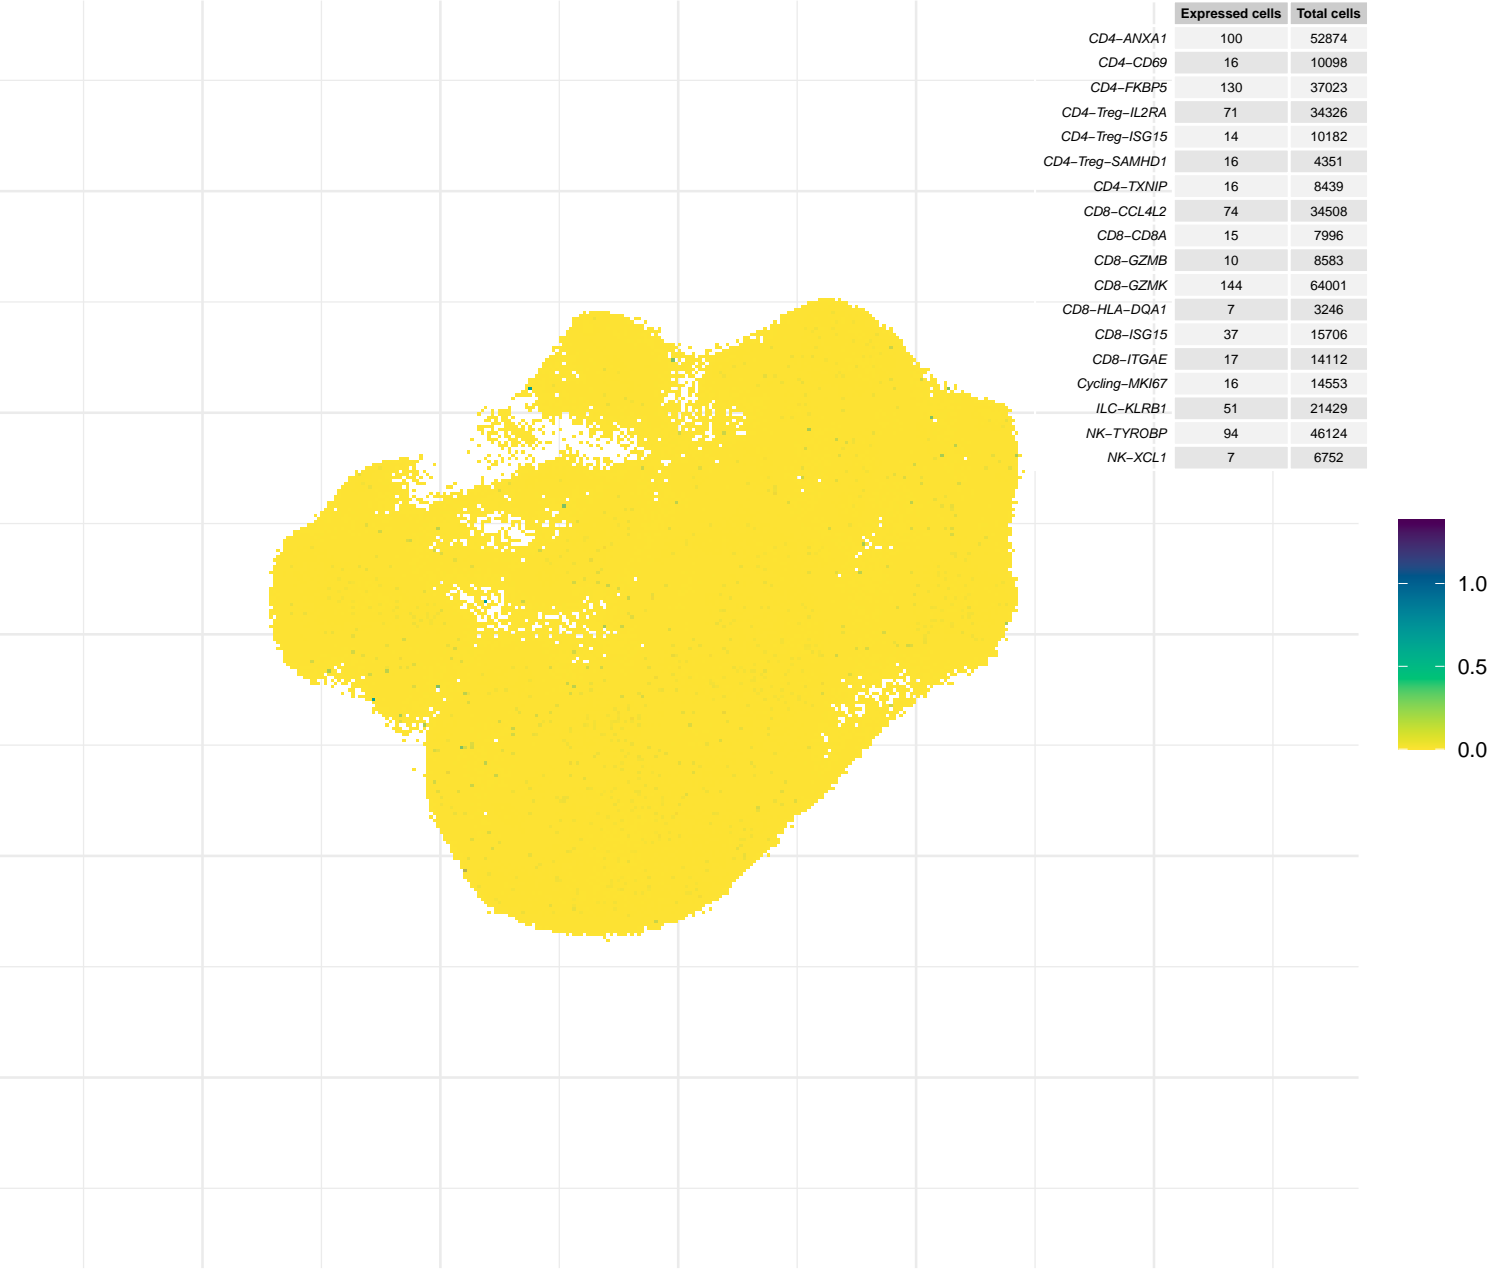 Expressed cells Total cells
CD4−ANXA1 100 52874
CD4−CD69 16 10098
CD4−FKBP5 130 37023
CD4−Treg−IL2RA 71 34326
CD4−Treg−ISG15 14 10182
CD4−Treg−SAMHD1 16 4351
CD4−TXNIP 16 8439
CD8−CCL4L2 74 34508
CD8−CD8A 15 7996
CD8−GZMB 10 8583
CD8−GZMK 144 64001
CD8−HLA−DQA1 7 3246
CD8−ISG15 37 15706
CD8−ITGAE 17 14112
Cycling−MKI67 16 14553
ILC−KLRB1 51 21429
NK−TYROBP 94 46124
NK−XCL1 7 6752
1.0
0.5
0.0